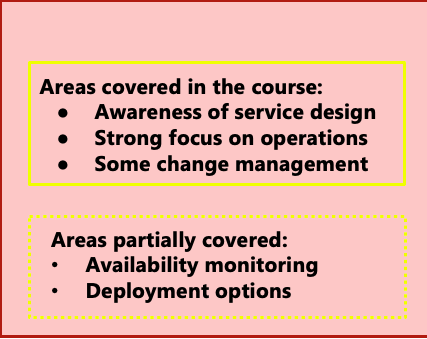 Areas covered in the course:
● Awareness of service design
● Strong focus on operations
● Some change management
Areas partially covered:
• Availability monitoring
• Deployment options